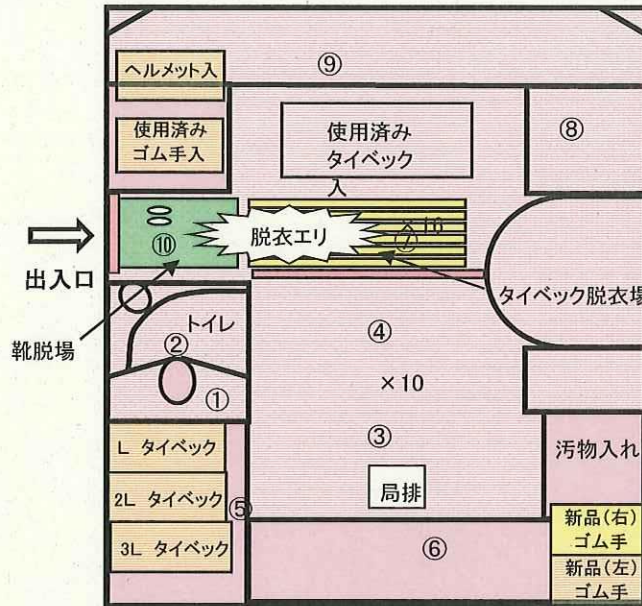 ⑨
ヘルメット入
使用済み
ゴム手入
使用済み
タイベック
入
⑧
⑩
脱衣エリ
×16
⑦
出入口
タイベック脱衣場
靴脱場
トイレ
②
①
④
×10
③
局排
L タイベック
2L タイベック
3L タイベック
⑤
⑥
汚物入れ
新品(右)
ゴム手
新品(左)
ゴム手